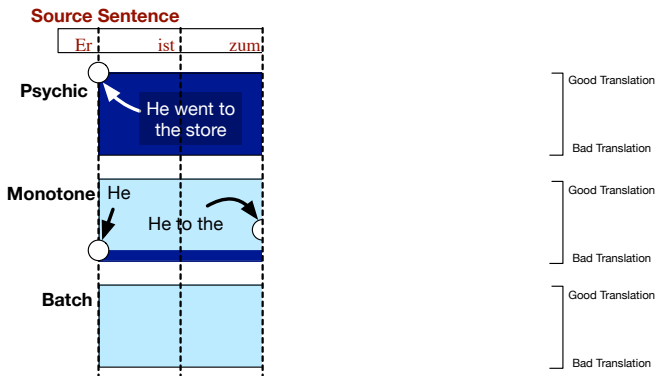 Source Sentence
Er ist zum
Psychic
He went to
the store
Good Translation
Bad Translation
Monotone
He
He to the
Good Translation
Bad Translation
Batch
Good Translation
Bad Translation